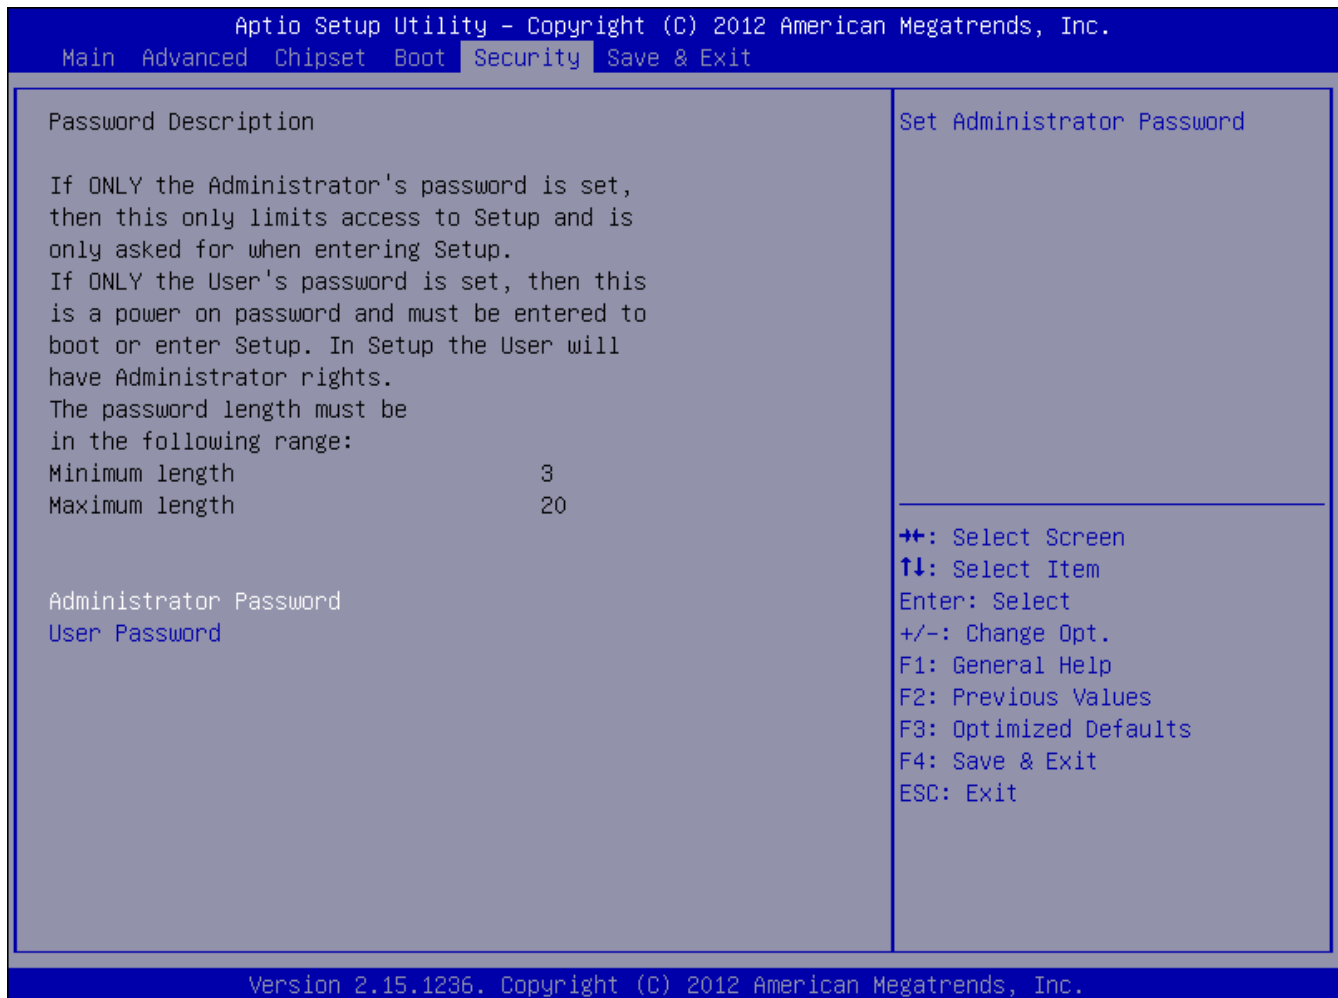 Aptio Setup Utility – Copyright (C) 2012 American Megatrends, Inc.
Main Advanced Chipset Boot Security Save & Exit
Password Description
If ONLY the Administrator's password is set,
then this only limits access to Setup and is
only asked for when entering Setup.
If ONLY the User's password is set, then this
is a power on password and must be entered to
boot or enter Setup. In Setup the User will
have Administrator rights.
The password length must be
in the following range:
Minimum length 3
Maximum length 20
Administrator Password
User Password
Set Administrator Password
→←: Select Screen
↑↓: Select Item
Enter: Select
+/-: Change Opt.
F1: General Help
F2: Previous Values
F3: Optimized Defaults
F4: Save & Exit
ESC: Exit
Version 2.15.1236. Copyright (C) 2012 American Megatrends, Inc.